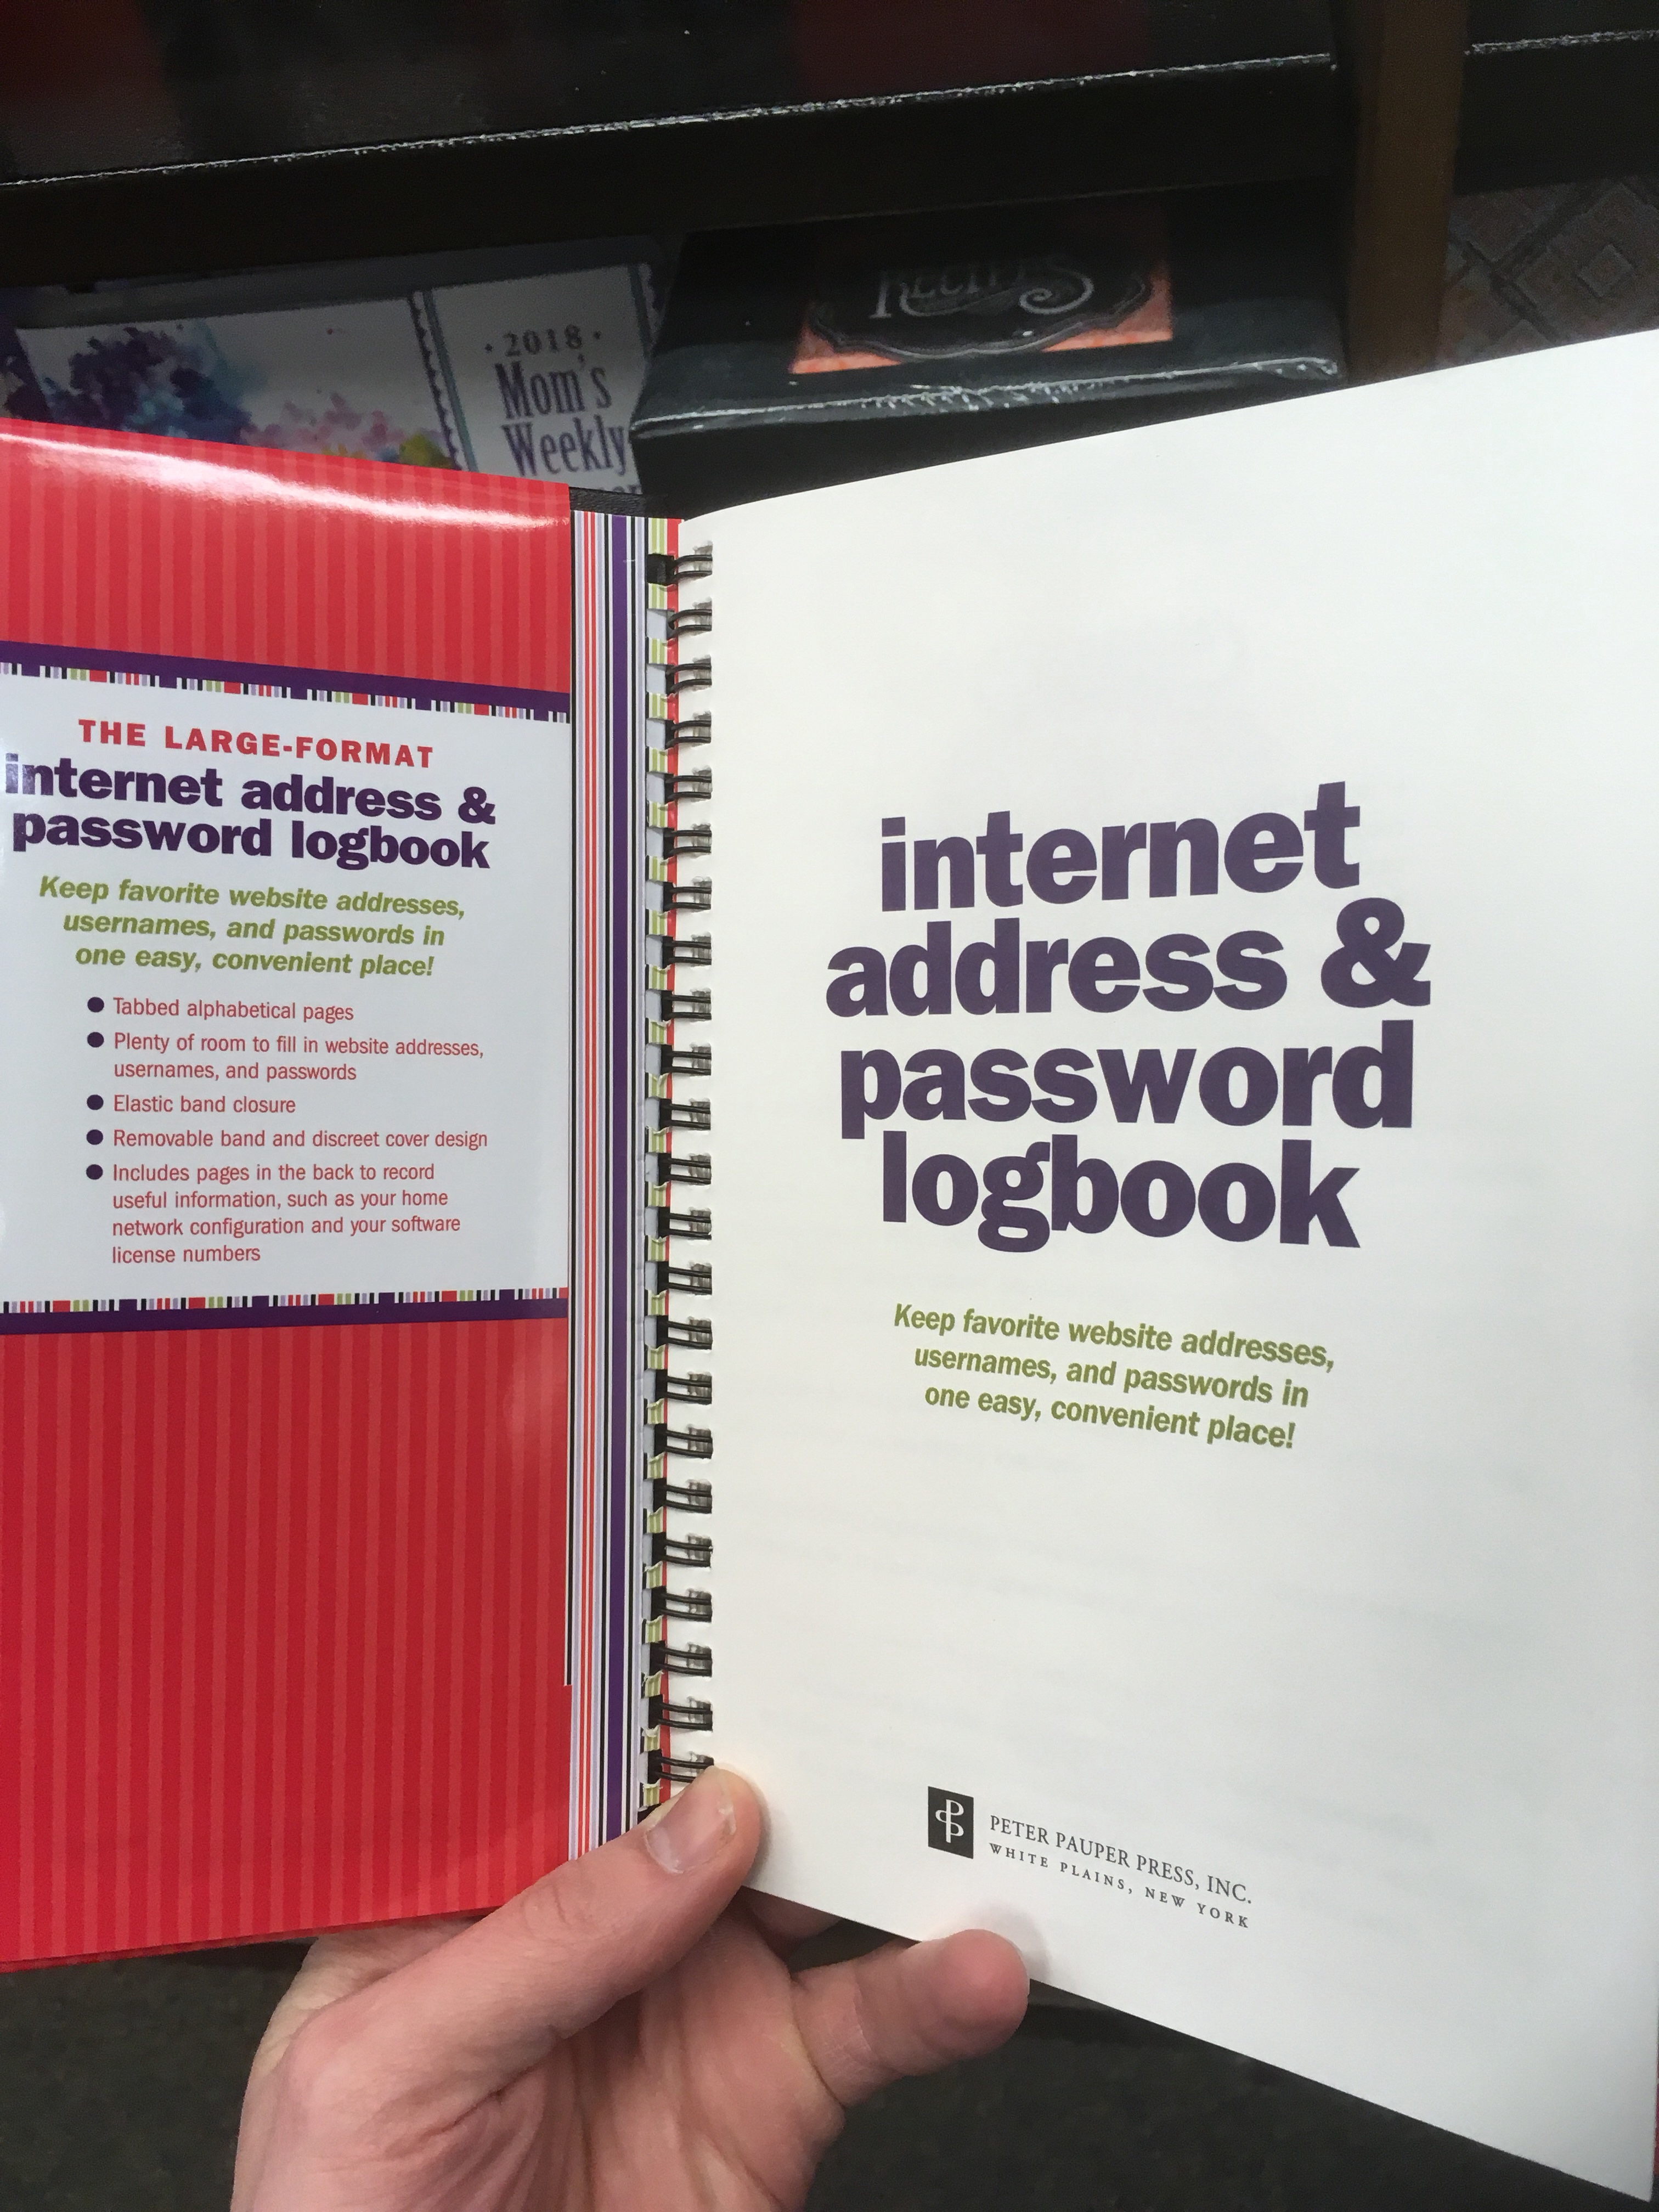 RECIPES
· 2018 ·
Mom's
Weekly
THE LARGE-FORMAT
internet address &
password logbook
Keep favorite website addresses,
usernames, and passwords in
one easy, convenient place!
● Tabbed alphabetical pages
● Plenty of room to fill in website addresses,
usernames, and passwords
● Elastic band closure
● Removable band and discreet cover design
● Includes pages in the back to record
useful information, such as your home
network configuration and your software
license numbers
internet
address &
password
logbook
Keep favorite website addresses,
usernames, and passwords in
one easy, convenient place!
PPP
PETER PAUPER PRESS, INC.
WHITE PLAINS, NEW YORK